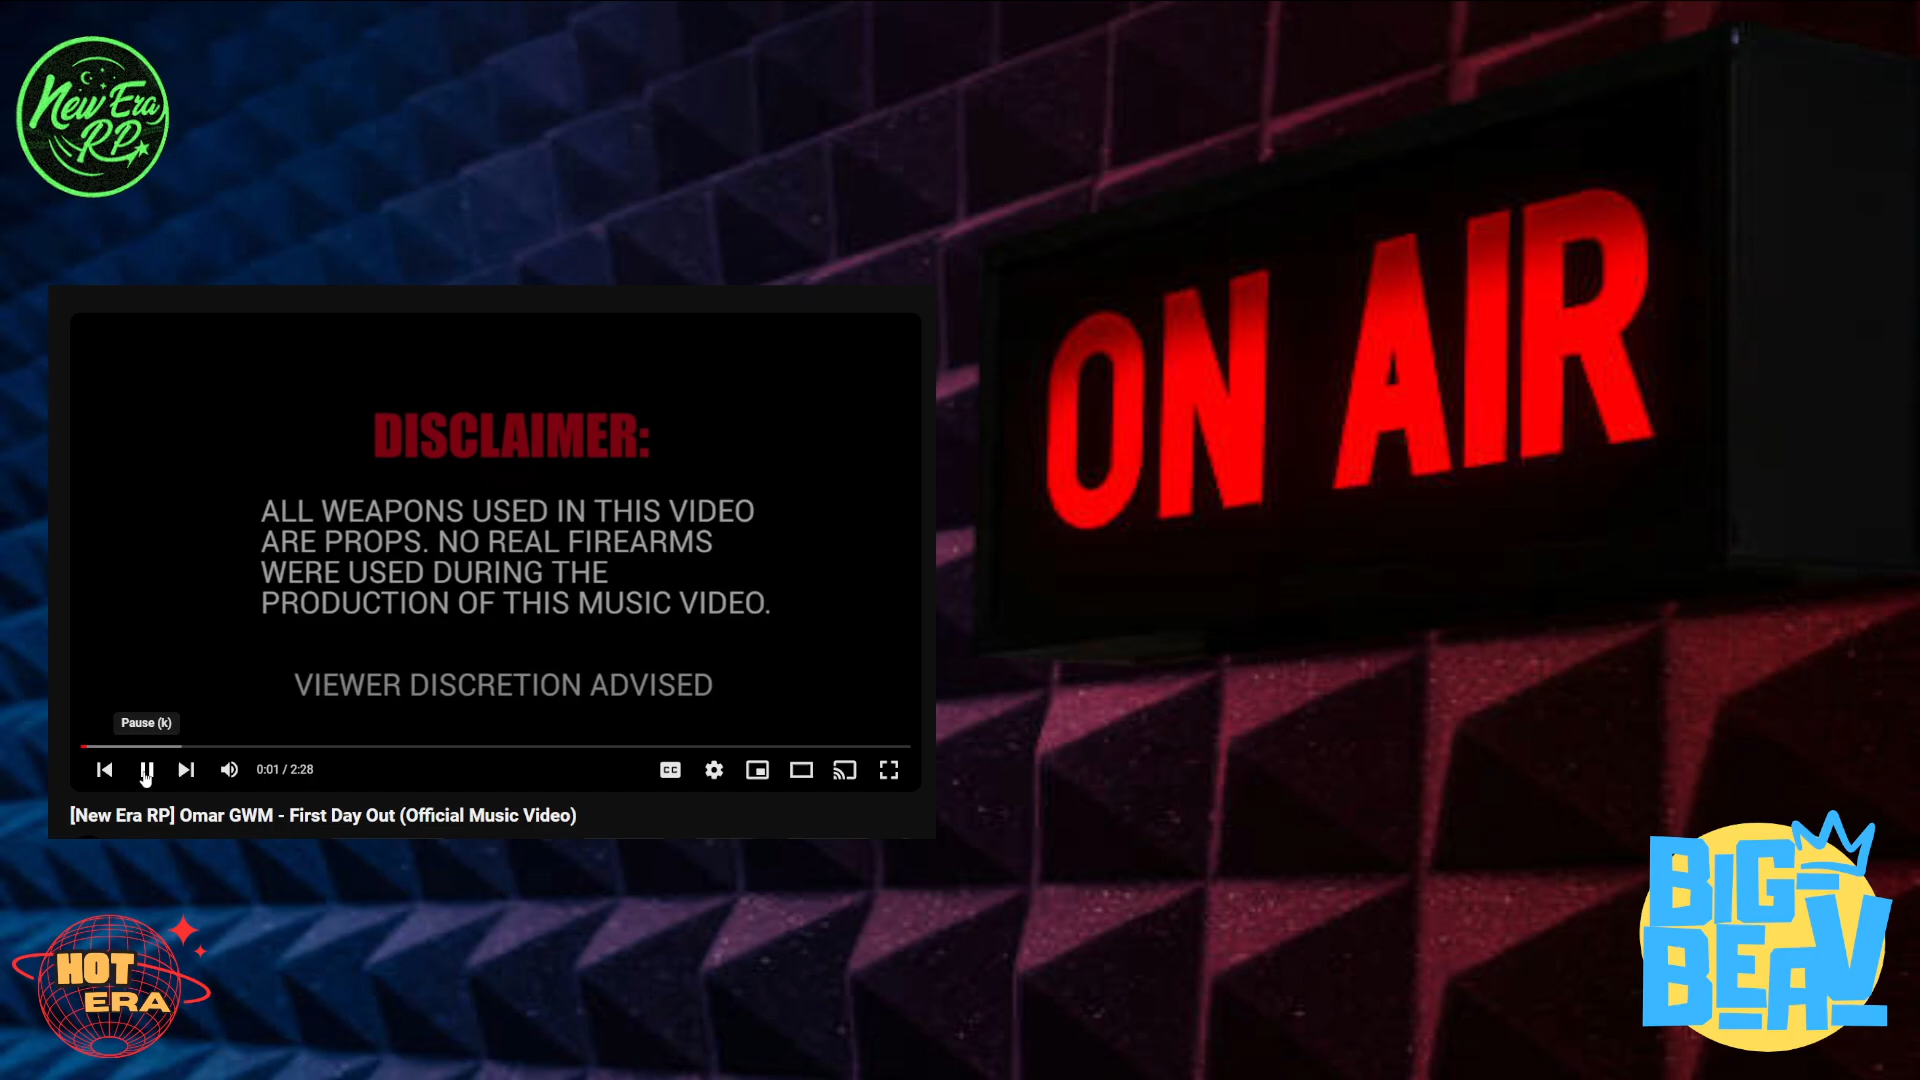 New Era
RP
ON AIR
DISCLAIMER:
ALL WEAPONS USED IN THIS VIDEO
ARE PROPS. NO REAL FIREARMS
WERE USED DURING THE
PRODUCTION OF THIS MUSIC VIDEO.
VIEWER DISCRETION ADVISED
Pause (k)
0:01 / 2:28
CC
[New Era RP] Omar GWM - First Day Out (Official Music Video)
HOT
ERA
BIG
BEAV